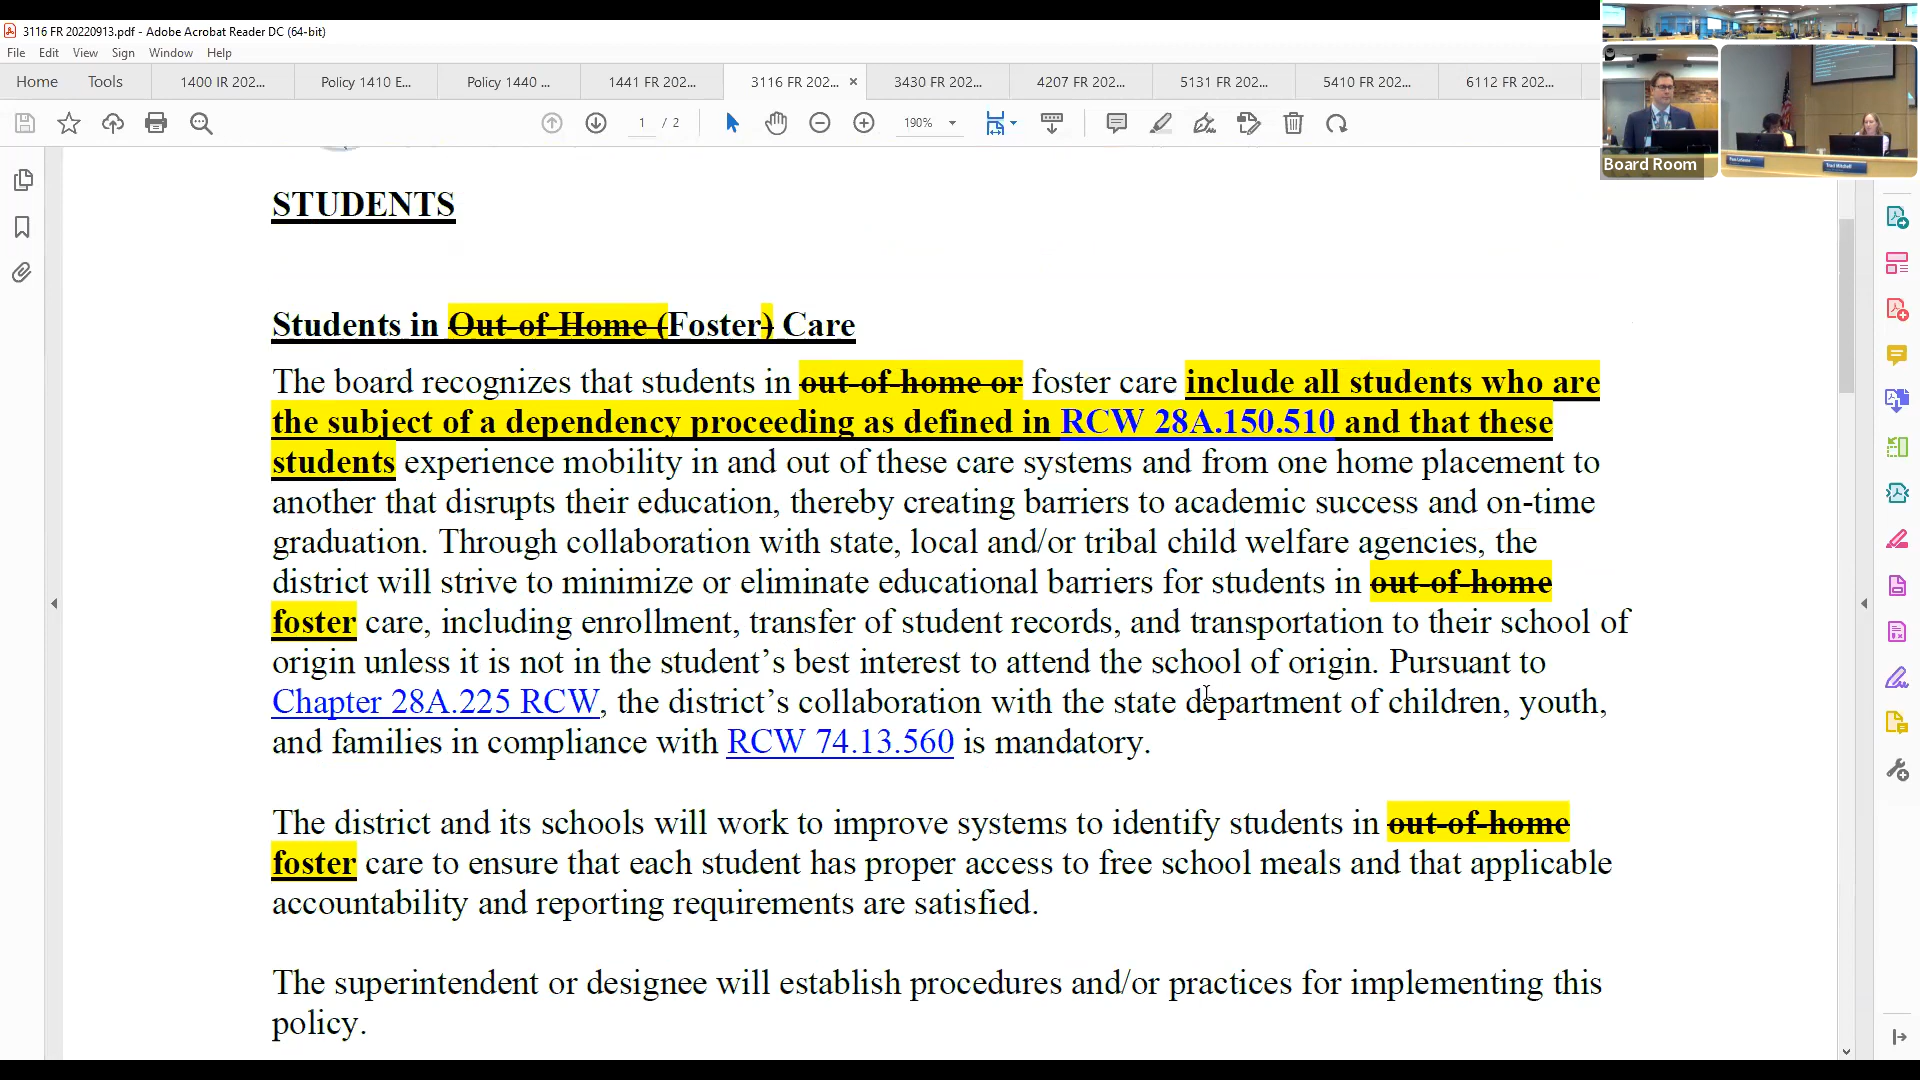 3116 FR 20220913.pdf - Adobe Acrobat Reader DC (64-bit)
File Edit View Sign Window Help
Home Tools 1400 IR 202... Policy 1410 E... Policy 1440 ... 1441 FR 202... 3116 FR 202... × 3430 FR 202... 4207 FR 202... 5131 FR 202... 5410 FR 202... 6112 FR 202...
1 / 2 190%
Board Room
STUDENTS
Students in Out-of-Home (Foster) Care
The board recognizes that students in out-of-home or foster care include all students who are
the subject of a dependency proceeding as defined in RCW 28A.150.510 and that these
students experience mobility in and out of these care systems and from one home placement to
another that disrupts their education, thereby creating barriers to academic success and on-time
graduation. Through collaboration with state, local and/or tribal child welfare agencies, the
district will strive to minimize or eliminate educational barriers for students in out-of-home
foster care, including enrollment, transfer of student records, and transportation to their school of
origin unless it is not in the student’s best interest to attend the school of origin. Pursuant to
Chapter 28A.225 RCW, the district’s collaboration with the state department of children, youth,
and families in compliance with RCW 74.13.560 is mandatory.
The district and its schools will work to improve systems to identify students in out-of-home
foster care to ensure that each student has proper access to free school meals and that applicable
accountability and reporting requirements are satisfied.
The superintendent or designee will establish procedures and/or practices for implementing this
policy.